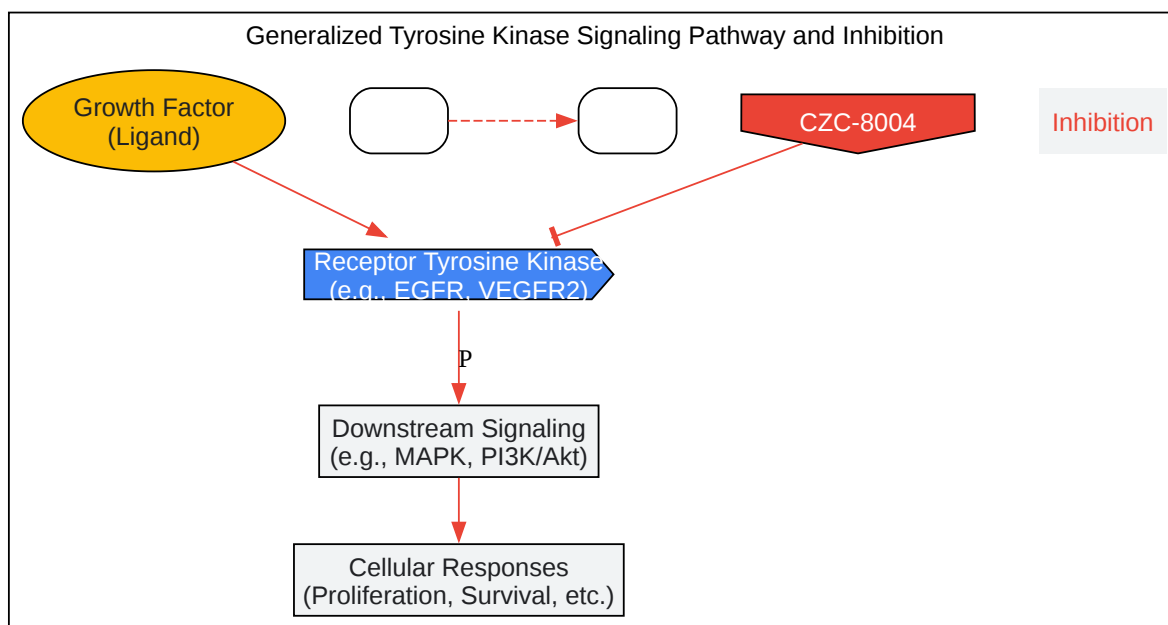 Generalized Tyrosine Kinase Signaling Pathway and Inhibition
Growth Factor
(Ligand)
CZC-8004
Inhibition
Receptor Tyrosine Kinase
(e.g., EGFR, VEGFR2)
P
Downstream Signaling
(e.g., MAPK, PI3K/Akt)
Cellular Responses
(Proliferation, Survival, etc.)